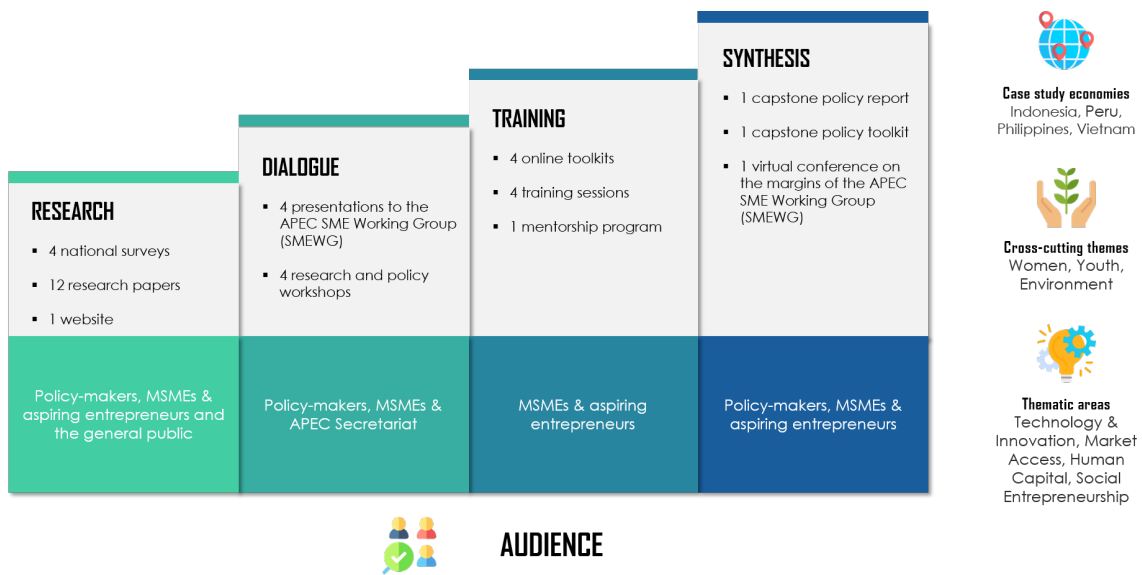 RESEARCH
▪ 4 national surveys
▪ 12 research papers
▪ 1 website
Policy-makers, MSMEs &
aspiring entrepreneurs and
the general public
DIALOGUE
▪ 4 presentations to the
APEC SME Working Group
(SMEWG)
▪ 4 research and policy
workshops
Policy-makers, MSMEs &
APEC Secretariat
TRAINING
▪ 4 online toolkits
▪ 4 training sessions
▪ 1 mentorship program
MSMEs & aspiring
entrepreneurs
SYNTHESIS
▪ 1 capstone policy report
▪ 1 capstone policy toolkit
▪ 1 virtual conference on
the margins of the APEC
SME Working Group
(SMEWG)
Policy-makers, MSMEs &
aspiring entrepreneurs
AUDIENCE
Case study economies
Indonesia, Peru,
Philippines, Vietnam
Cross-cutting themes
Women, Youth,
Environment
Thematic areas
Technology &
Innovation, Market
Access, Human
Capital, Social
Entrepreneurship